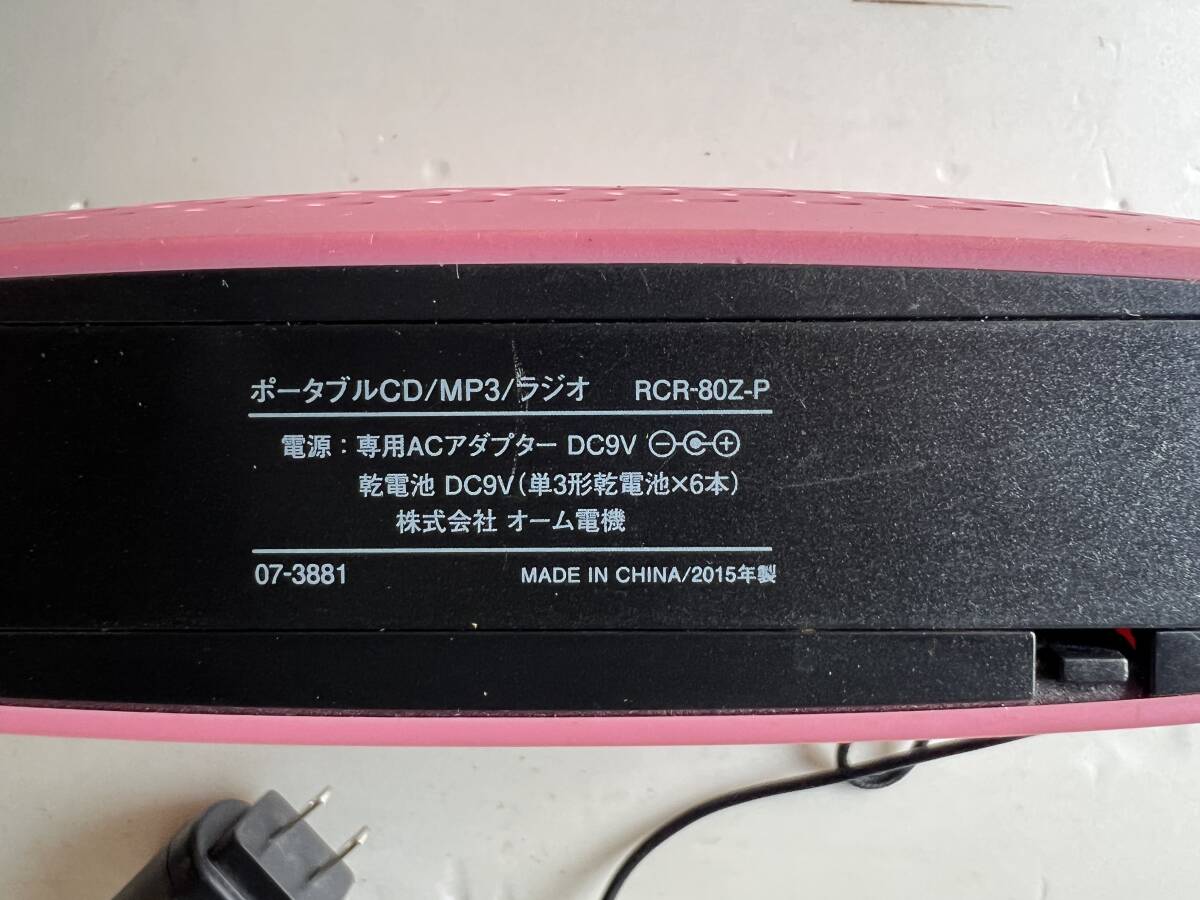 ポータブルCD/MP3/ラジオ RCR-80Z-P
電源：専用ACアダプター DC9V
乾電池 DC9V（単3形乾電池×6本）
株式会社 オーム電機
07-3881 MADE IN CHINA/2015年製